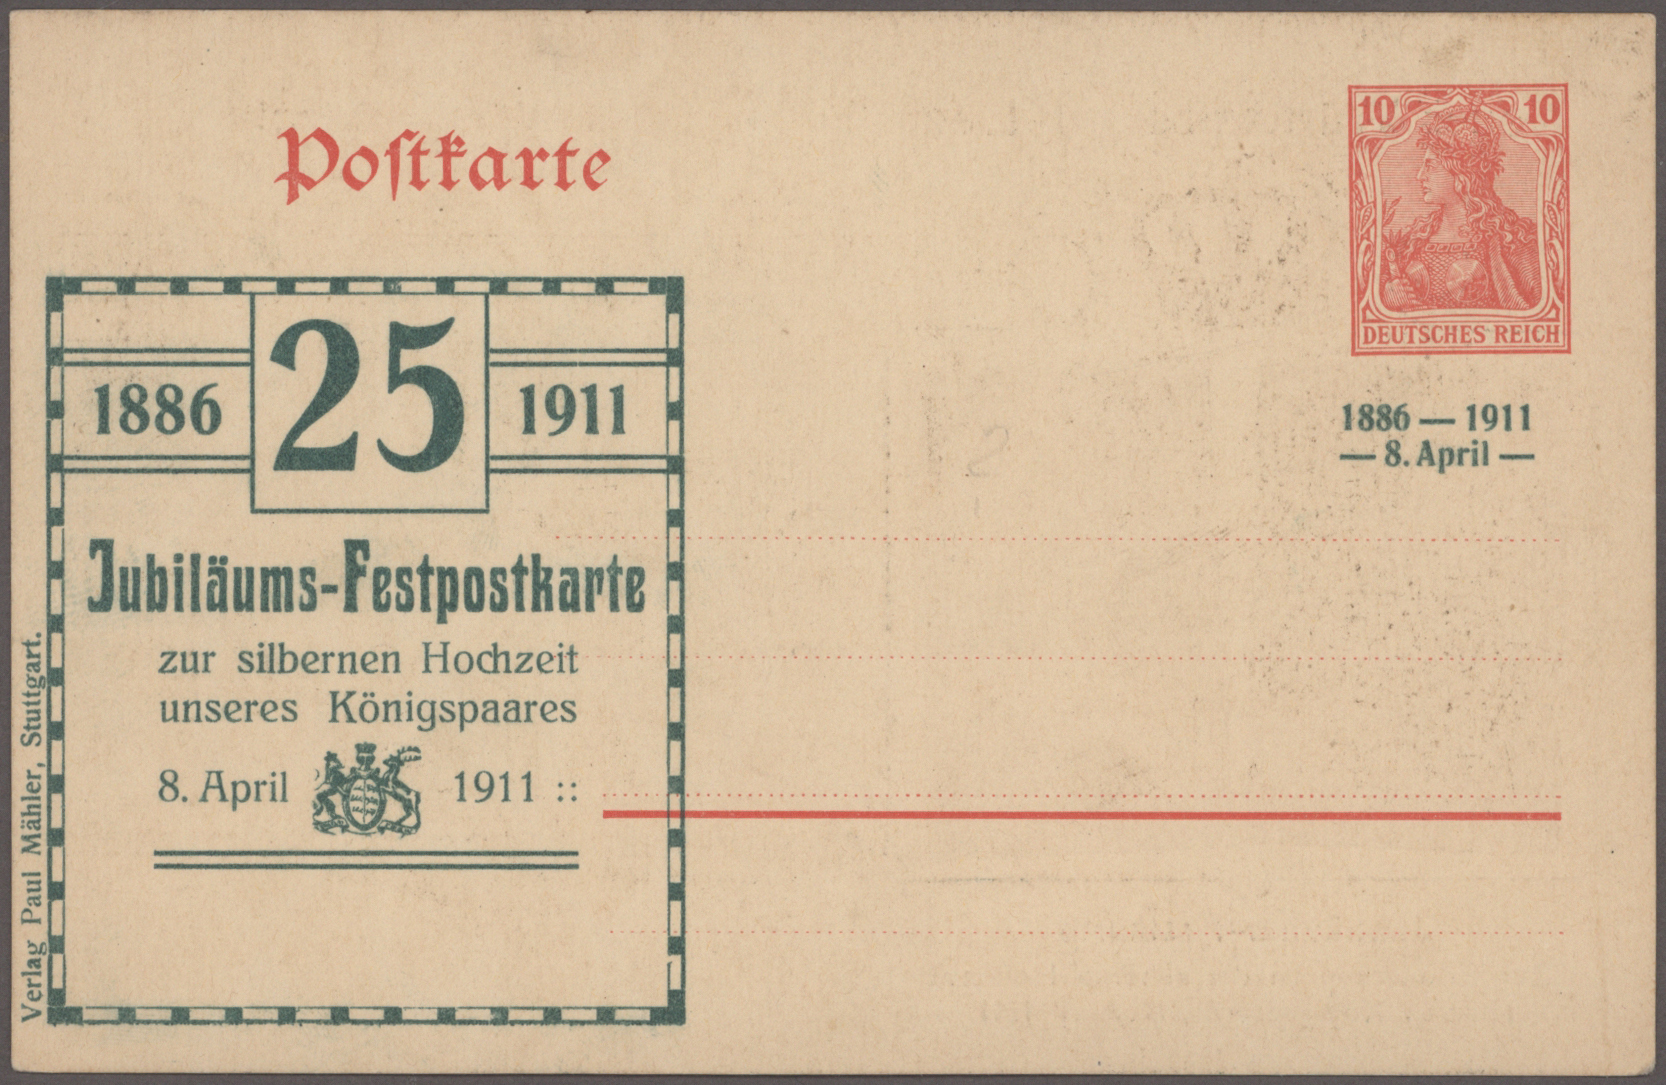 Postkarte
10 10
DEUTSCHES REICH
1886 — 1911
— 8. April —
1886 25 1911
Jubiläums-Festpostkarte
zur silbernen Hochzeit
unseres Königspaares
8. April 1911 ::
Verlag Paul Mähler, Stuttgart.